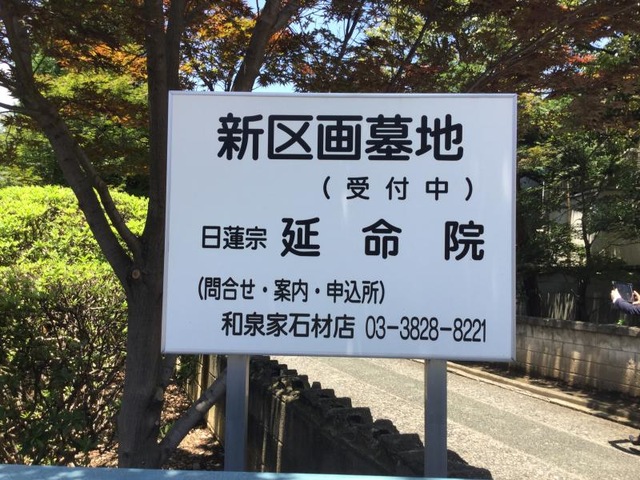 新区画墓地
(受付中)
日蓮宗 延命院
(問合せ・案内・申込所)
和泉家石材店 03-3828-8221